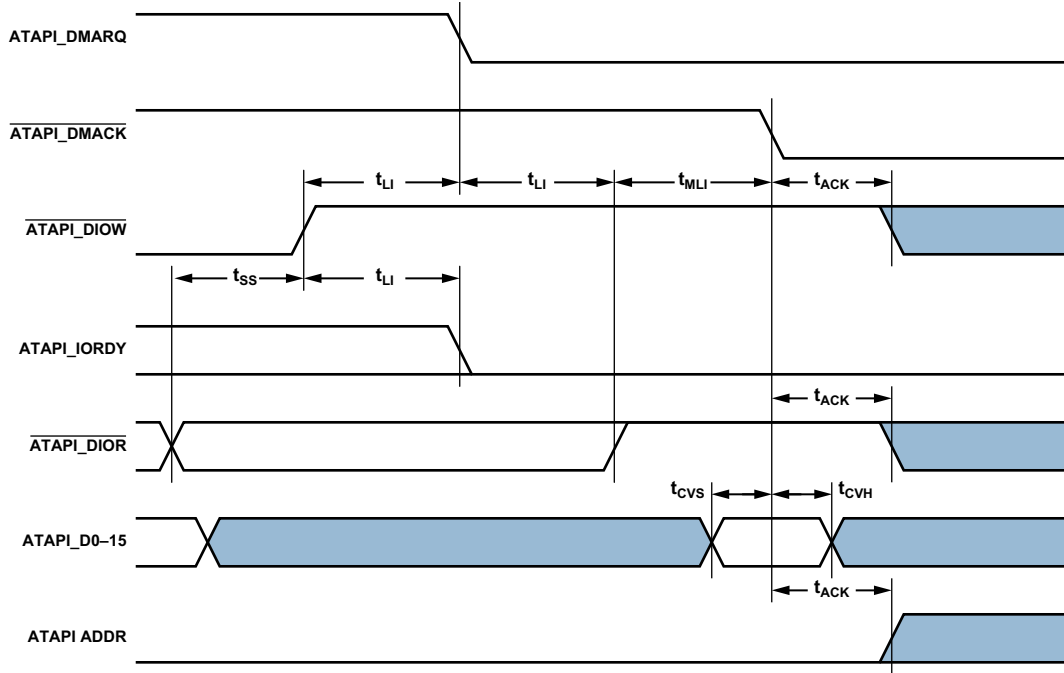 ATAPI_DMARQ
ATAPI_DMACK
tLI
tLI
tMLI
tACK
ATAPI_DIOW
tSS
tLI
ATAPI_IORDY
tACK
ATAPI_DIOR
tCVS
tCVH
ATAPI_D0–15
tACK
ATAPI ADDR